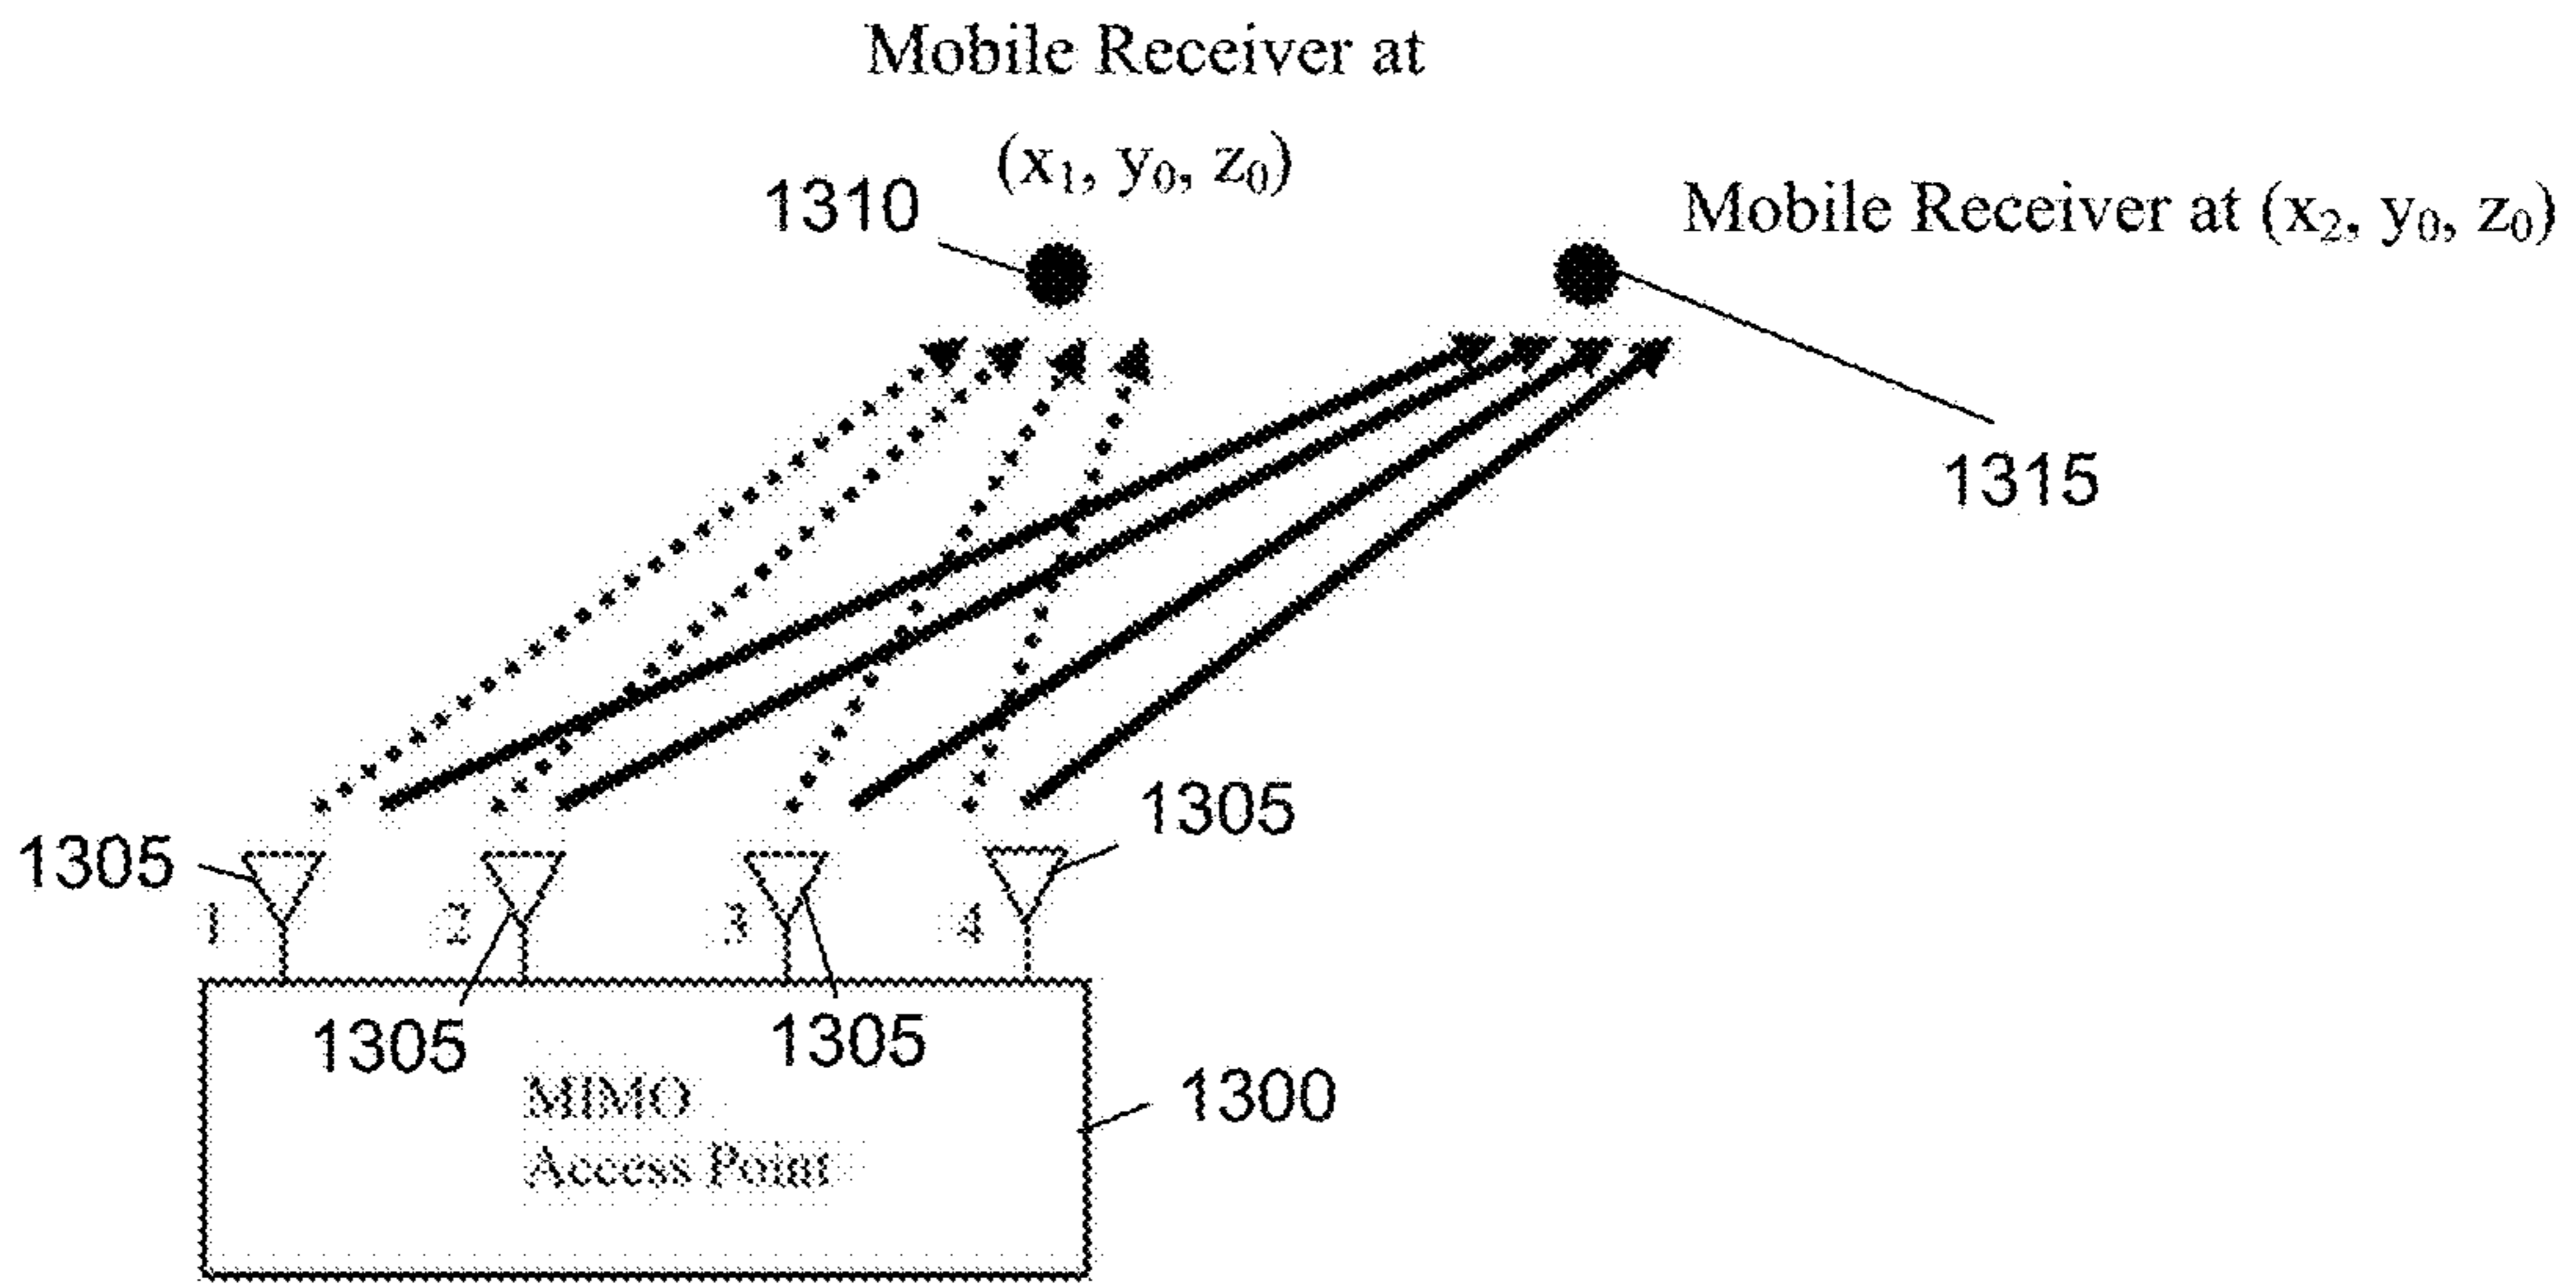 Mobile Receiver at
(x₁, y₀, z₀)
1310
Mobile Receiver at (x₂, y₀, z₀)
1315
1305
1305
1 2 3 4
1305
1305
MIMO
Access Point
1300